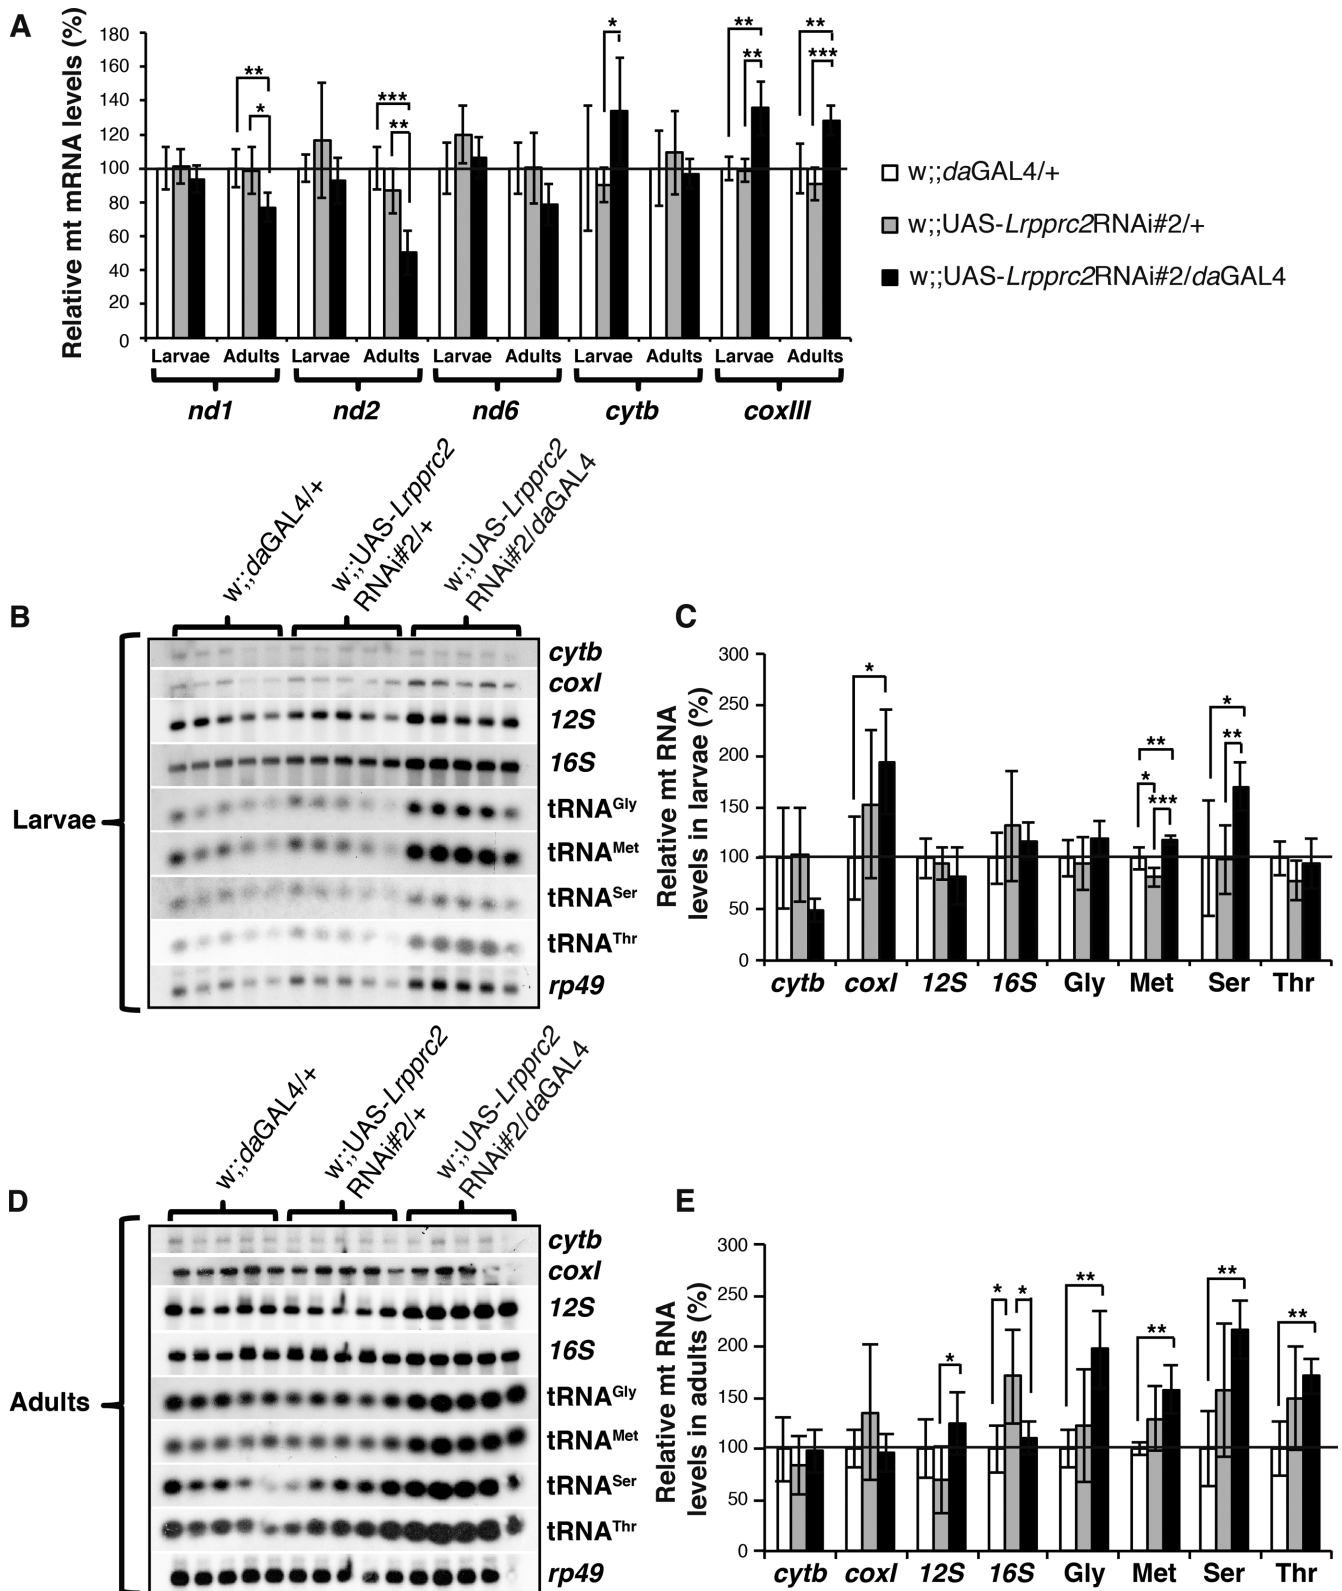 A
Relative mt mRNA levels (%)
180
160
140
120
100
80
60
40
20
0
** * *** ** * ** ** ** ***
Larvae Adults Larvae Adults Larvae Adults Larvae Adults Larvae Adults
nd1 nd2 nd6 cytb coxIII
w;;daGAL4/+
w;;UAS-Lrpprc2RNAi#2/+
w;;UAS-Lrpprc2RNAi#2/daGAL4
B
w;;daGAL4/+
w;;UAS-Lrpprc2
RNAi#2/+
w;;UAS-Lrpprc2
RNAi#2/daGAL4
Larvae
cytb
coxI
12S
16S
tRNAGly
tRNAMet
tRNASer
tRNAThr
rp49
C
Relative mt RNA
levels in larvae (%)
300
250
200
150
100
50
0
* ** * *** * **
cytb coxI 12S 16S Gly Met Ser Thr
D
w;;daGAL4/+
w;;UAS-Lrpprc2
RNAi#2/+
w;;UAS-Lrpprc2
RNAi#2/daGAL4
Adults
cytb
coxI
12S
16S
tRNAGly
tRNAMet
tRNASer
tRNAThr
rp49
E
Relative mt RNA
levels in adults (%)
300
250
200
150
100
50
0
* * * ** ** ** **
cytb coxI 12S 16S Gly Met Ser Thr